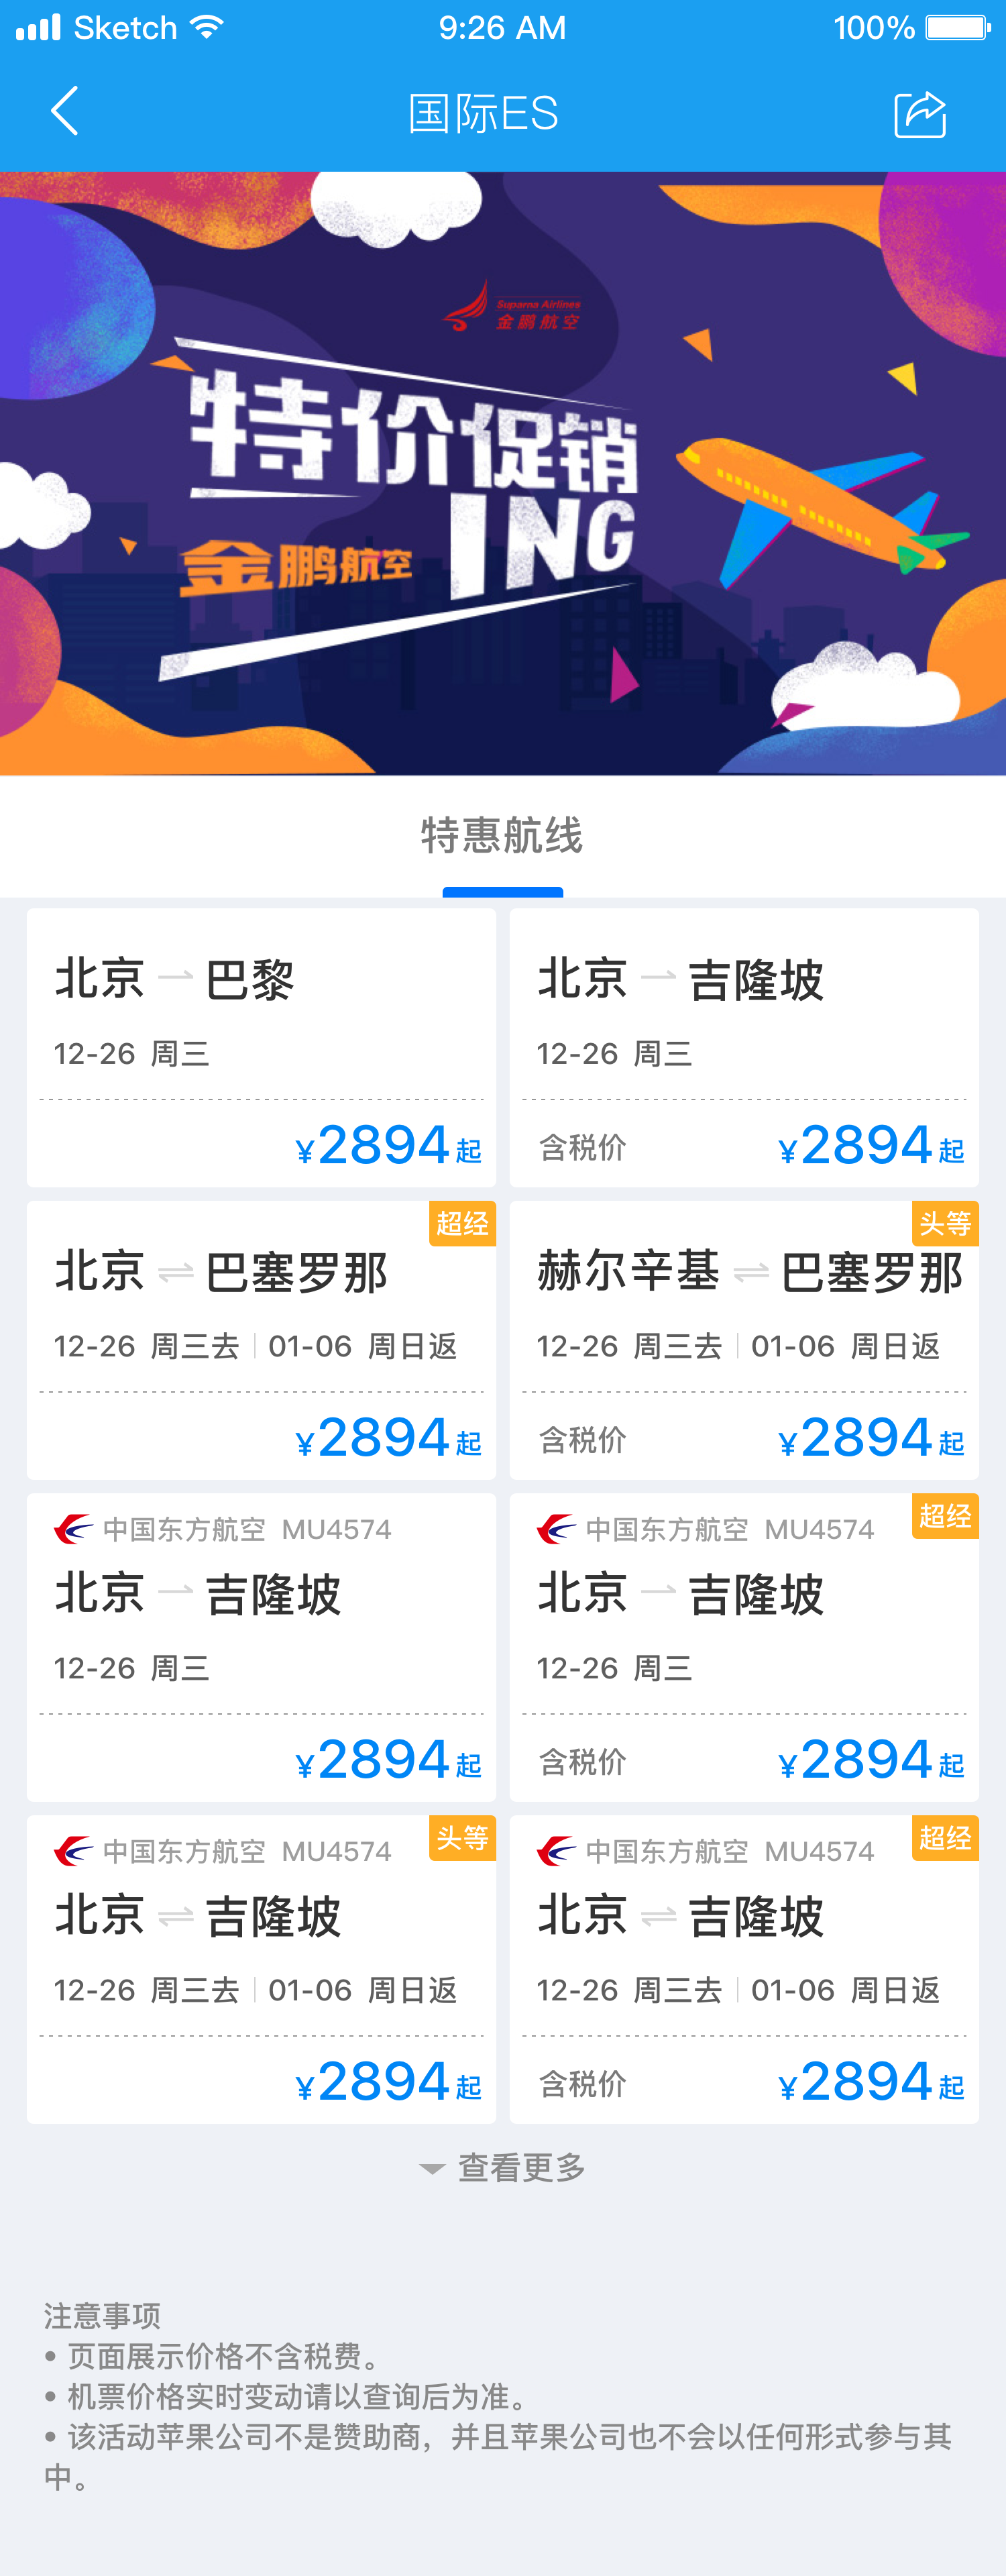 Sketch 9:26 AM 100%
国际ES
Suparna Airlines
金鹏航空
特价促销
ING
金鹏航空
特惠航线
北京 巴黎
12-26 周三
¥2894起
北京 吉隆坡
12-26 周三
含税价 ¥2894起
超经
北京 巴塞罗那
12-26 周三去 01-06 周日返
¥2894起
头等
赫尔辛基 巴塞罗那
12-26 周三去 01-06 周日返
含税价 ¥2894起
中国东方航空 MU4574
北京 吉隆坡
12-26 周三
¥2894起
中国东方航空 MU4574 超经
北京 吉隆坡
12-26 周三
含税价 ¥2894起
中国东方航空 MU4574 头等
北京 吉隆坡
12-26 周三去 01-06 周日返
¥2894起
中国东方航空 MU4574 超经
北京 吉隆坡
12-26 周三去 01-06 周日返
含税价 ¥2894起
查看更多
注意事项
• 页面展示价格不含税费。
• 机票价格实时变动请以查询后为准。
• 该活动苹果公司不是赞助商，并且苹果公司也不会以任何形式参与其
中。